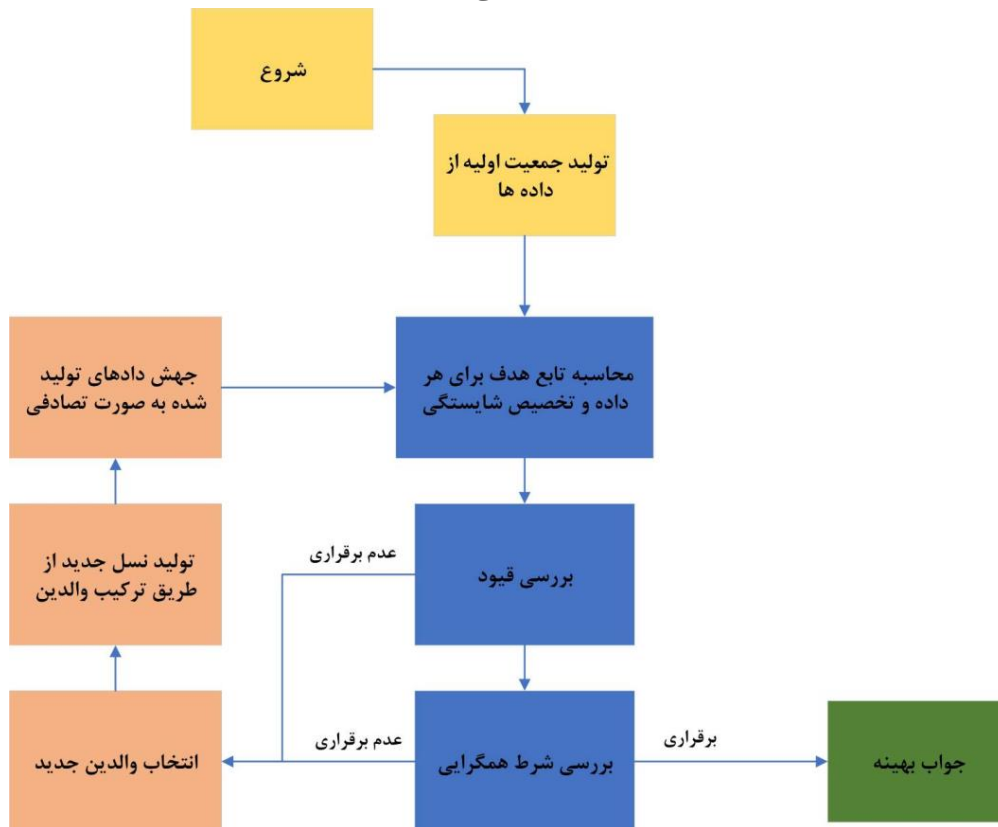 شروع
تولید جمعیت اولیه از
داده ها
محاسبه تابع هدف برای هر
داده و تخصیص شایستگی
جهش دادهای تولید
شده به صورت تصادفی
بررسی قیود
عدم برقراری
تولید نسل جدید از
طریق ترکیب والدین
بررسی شرط همگرایی
عدم برقراری
برقراری
انتخاب والدین جدید
جواب بهینه